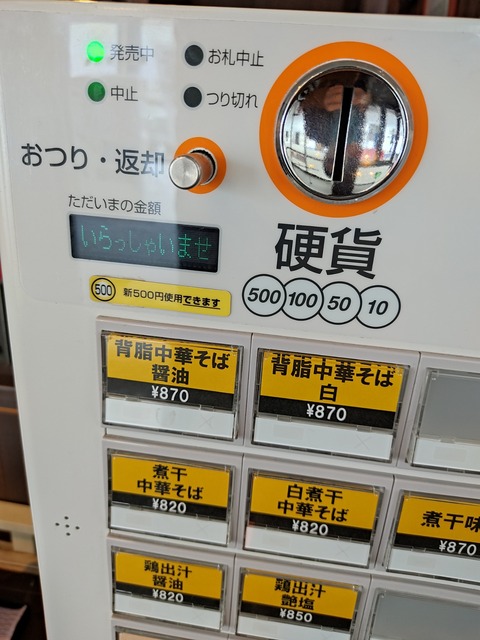 発売中
お札中止
中止
つり切れ
おつり・返却
ただいまの金額
いらっしゃいませ
硬貨
500 新500円使用できます
500 100 50 10
背脂中華そば
醤油
¥870
背脂中華そば
白
¥870
煮干
中華そば
¥820
白煮干
中華そば
¥820
煮干味
¥870
鶏出汁
醤油
¥820
鶏出汁
艶塩
¥850